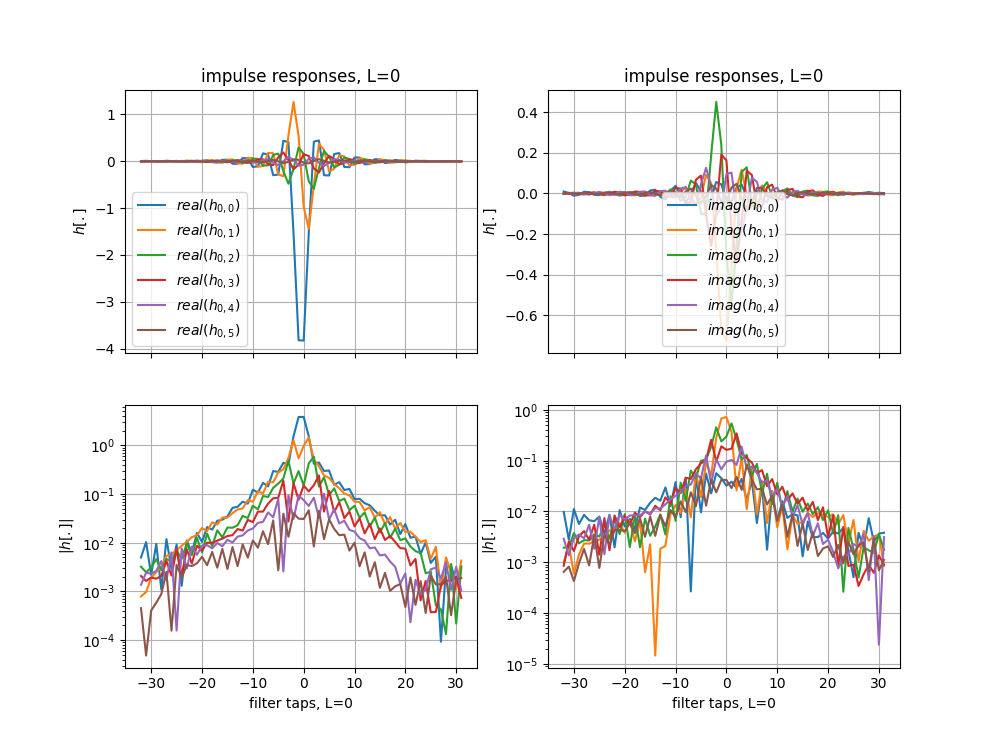 impulse responses, L=0
1
0
−1
−2
−3
−4
h[.]
real(h0,0)
real(h0,1)
real(h0,2)
real(h0,3)
real(h0,4)
real(h0,5)
impulse responses, L=0
0.4
0.2
0.0
−0.2
−0.4
−0.6
h[.]
imag(h0,0)
imag(h0,1)
imag(h0,2)
imag(h0,3)
imag(h0,4)
imag(h0,5)
10^0
10^−1
10^−2
10^−3
10^−4
|h[.]|
−30 −20 −10 0 10 20 30
filter taps, L=0
10^0
10^−1
10^−2
10^−3
10^−4
10^−5
|h[.]|
−30 −20 −10 0 10 20 30
filter taps, L=0